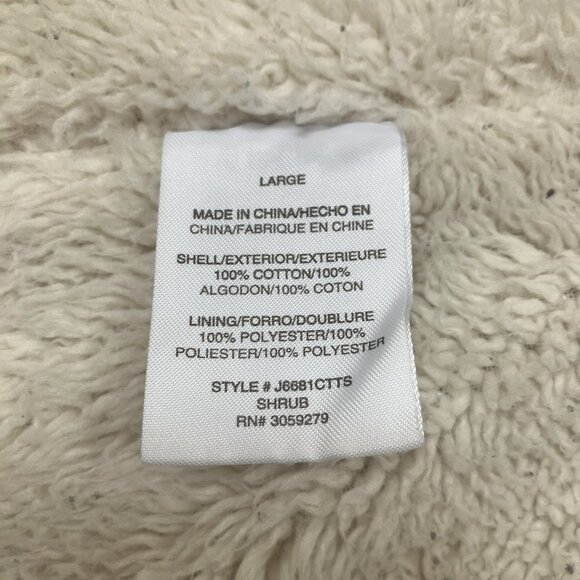 LARGE
MADE IN CHINA/HECHO EN
CHINA/FABRIQUE EN CHINE
SHELL/EXTERIOR/EXTERIEURE
100% COTTON/100%
ALGODON/100% COTON
LINING/FORRO/DOUBLURE
100% POLYESTER/100%
POLIESTER/100% POLYESTER
STYLE # J6681CTTS
SHRUB
RN# 3059279